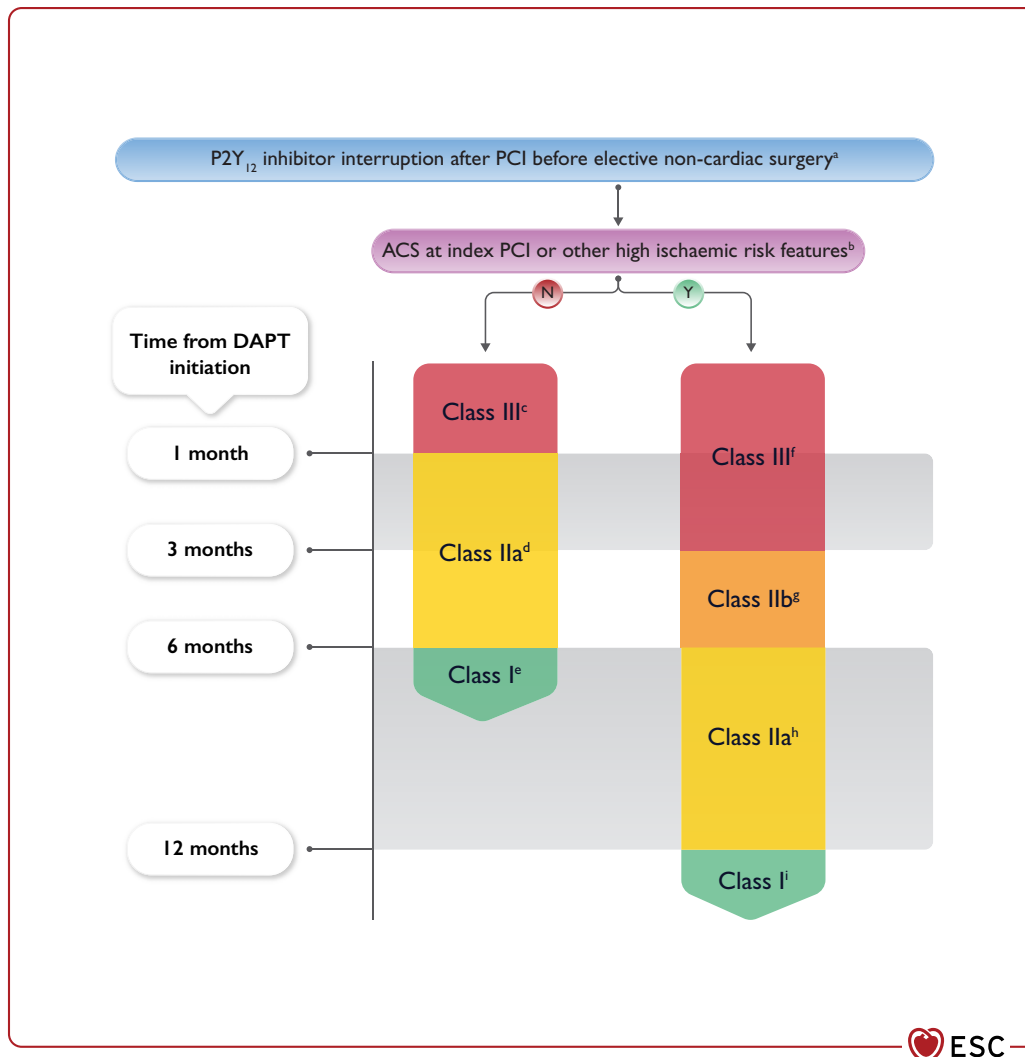 P2Y₁₂ inhibitor interruption after PCI before elective non-cardiac surgeryᵃ
ACS at index PCI or other high ischaemic risk featuresᵇ
N
Y
Time from DAPT
initiation
1 month
3 months
6 months
12 months
Class IIIᶜ
Class IIaᵈ
Class Iᵉ
Class IIIᶠ
Class IIbᵍ
Class IIaʰ
Class Iⁱ
ESC